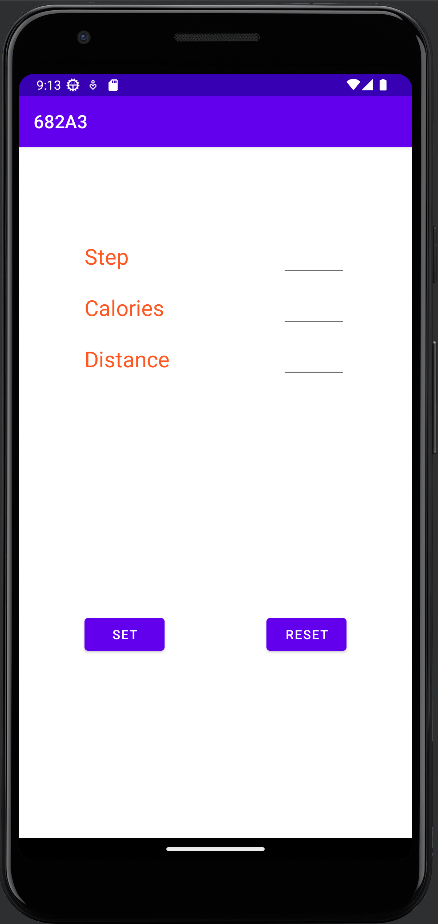 9:13
682A3
Step
Calories
Distance
SET RESET